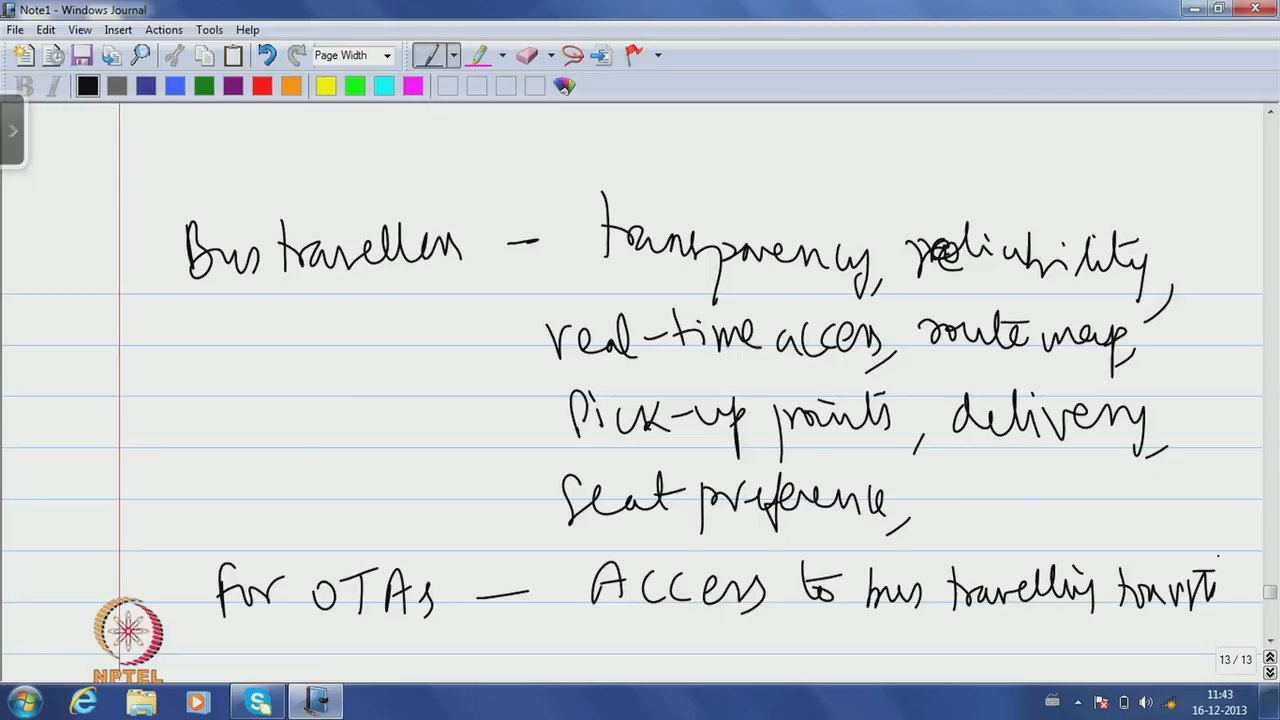 Note1 - Windows Journal
File Edit View Insert Actions Tools Help
Page Width
Bus travellers - transparency, reliability,
real-time access, route map,
Pick-up points, delivery,
Seat preference,
For OTAs - Access to bus travelling tourists
NPTEL
13 / 13
11:43
16-12-2013